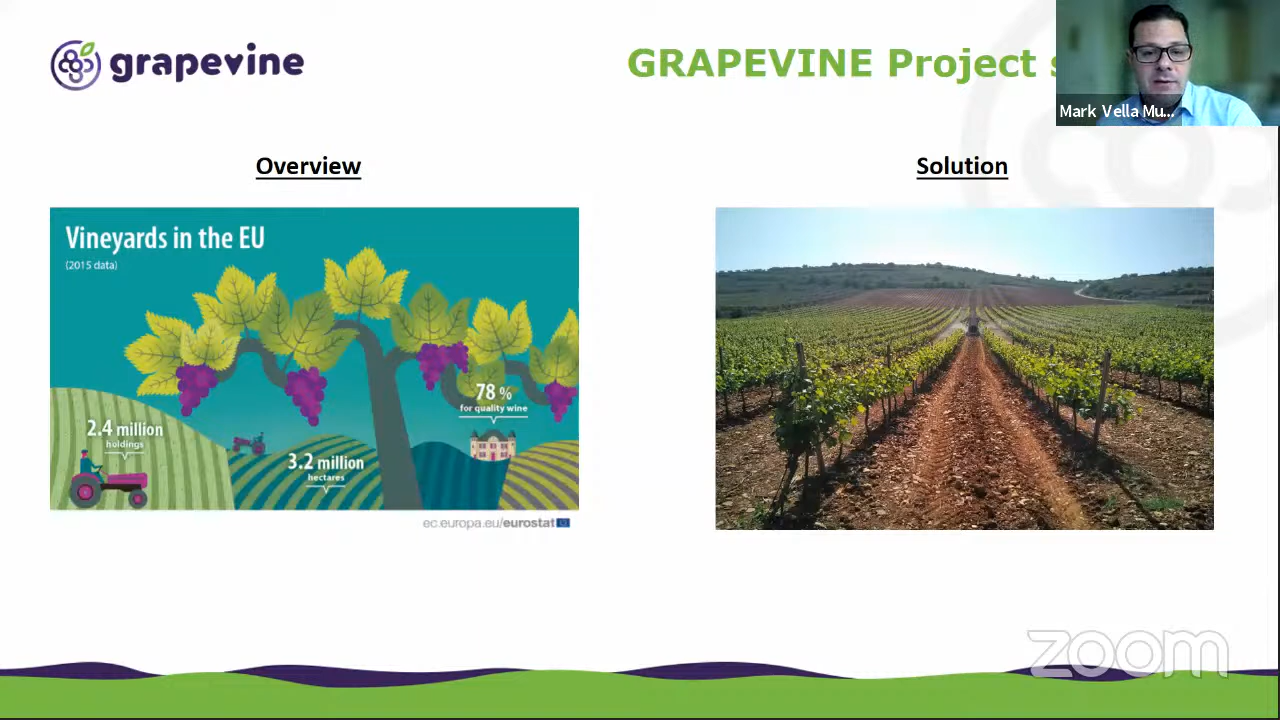 grapevine
GRAPEVINE Project
Mark Vella Mu...
Overview
Solution
Vineyards in the EU
(2015 data)
78 %
for quality wine
2.4 million
holdings
3.2 million
hectares
ec.europa.eu/eurostat
zoom